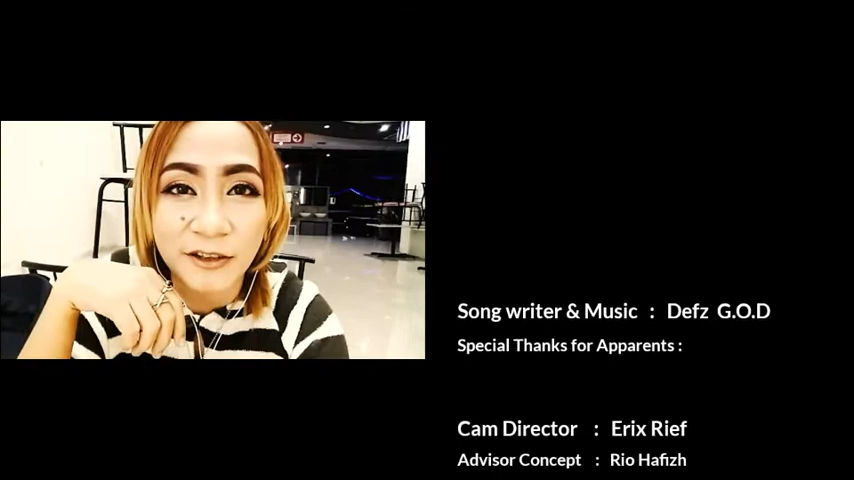 Song writer & Music : Defz G.O.D
Special Thanks for Apparents :
Cam Director : Erix Rief
Advisor Concept : Rio Hafizh